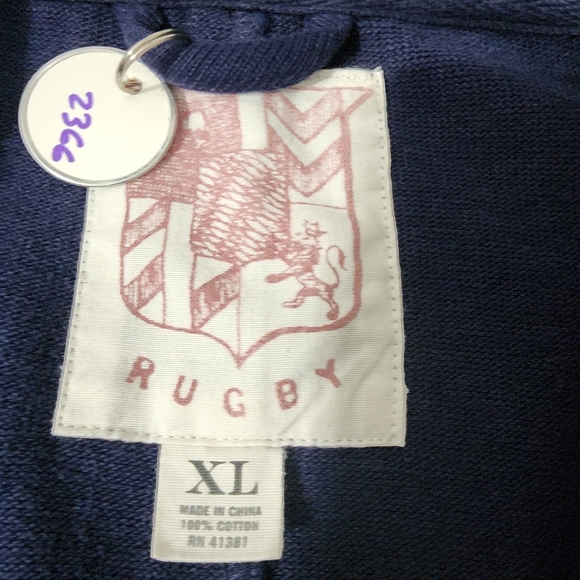 2366
RUGBY
XL
MADE IN CHINA
100% COTTON
RN 41381